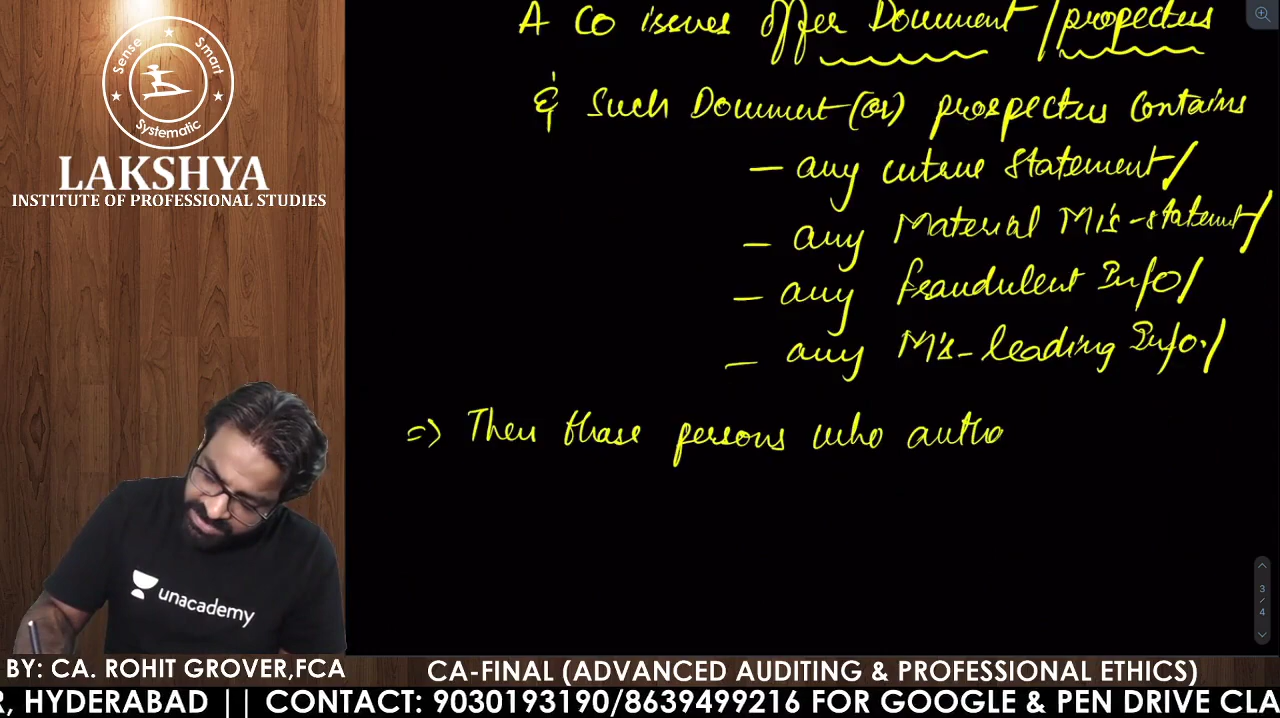 A Co issues offer Document / propectus
& Such Document (or) prospectus Contains
– any untrue Statement/
– any Material Mis-statement/
– any fraudulent Info/
– any Mis-leading Info./
=> Then those persons who autho
Sense
Smart
Systematic
LAKSHYA
INSTITUTE OF PROFESSIONAL STUDIES
unacademy
BY: CA. ROHIT GROVER,FCA
CA-FINAL (ADVANCED AUDITING & PROFESSIONAL ETHICS)
R, HYDERABAD || CONTACT: 9030193190/8639499216 FOR GOOGLE & PEN DRIVE CLA
3
/
4